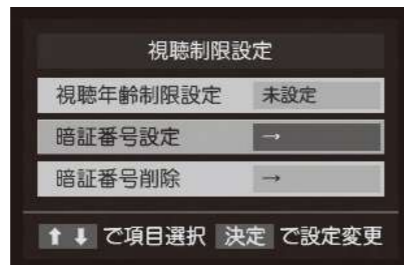 視聴制限設定
視聴年齢制限設定 未設定
暗証番号設定 →
暗証番号削除 →
↑ ↓ で項目選択 決定 で設定変更